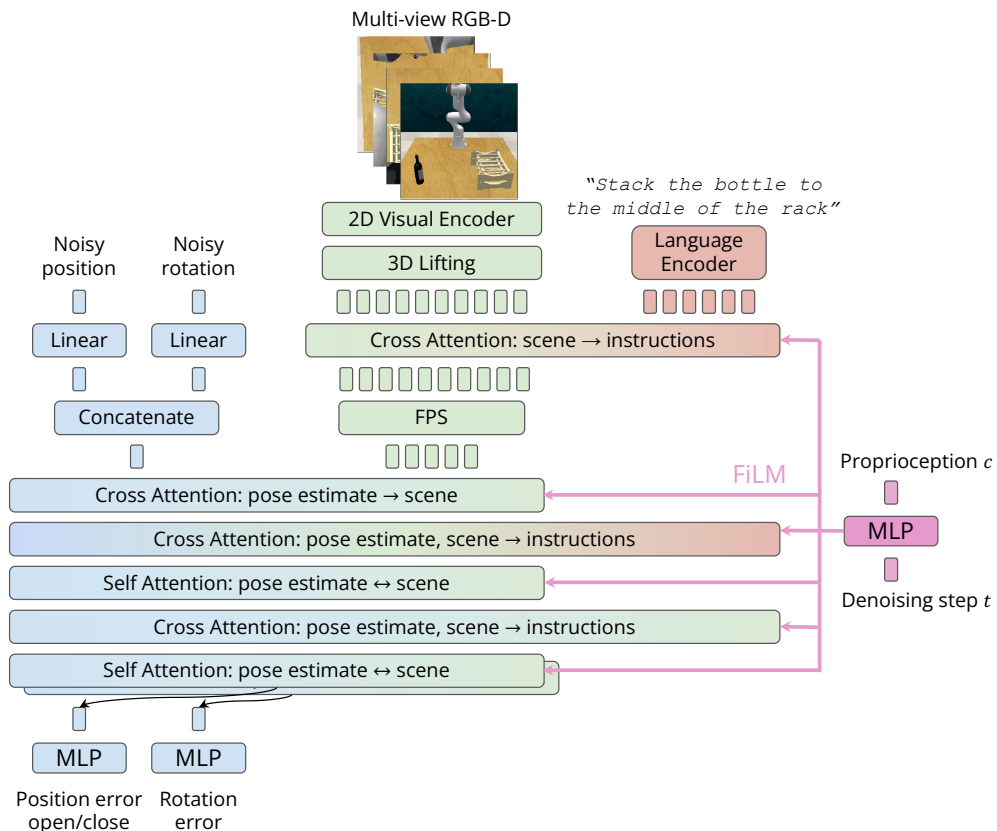 Multi-view RGB-D
"Stack the bottle to
the middle of the rack"
2D Visual Encoder
Language
Encoder
3D Lifting
Noisy
position
Noisy
rotation
Linear
Linear
Cross Attention: scene → instructions
Concatenate
FPS
Cross Attention: pose estimate → scene
FiLM
Proprioception c
Cross Attention: pose estimate, scene → instructions
MLP
Self Attention: pose estimate ↔ scene
Denoising step t
Cross Attention: pose estimate, scene → instructions
Self Attention: pose estimate ↔ scene
MLP
MLP
Position error
open/close
Rotation
error